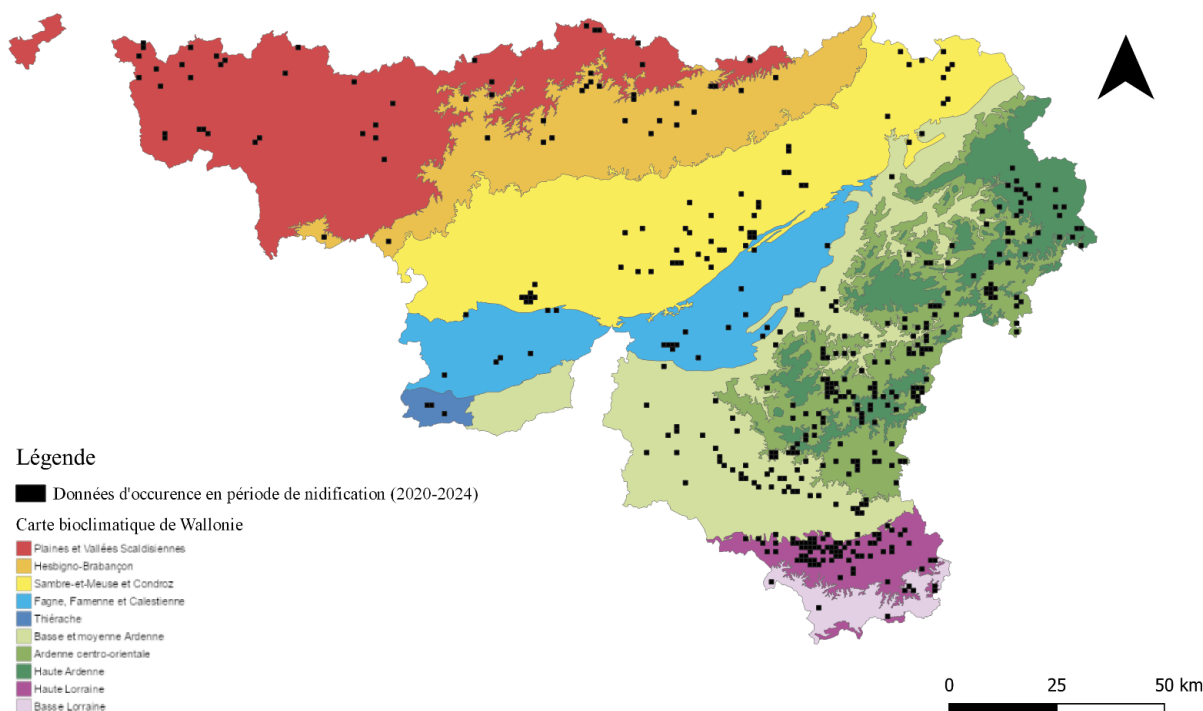 Légende
Données d'occurence en période de nidification (2020-2024)
Carte bioclimatique de Wallonie
Plaines et Vallées Scaldisiennes
Hesbigno-Brabançon
Sambre-et-Meuse et Condroz
Fagne, Famenne et Calestienne
Thiérache
Basse et moyenne Ardenne
Ardenne centro-orientale
Haute Ardenne
Haute Lorraine
Basse Lorraine
0 25 50 km